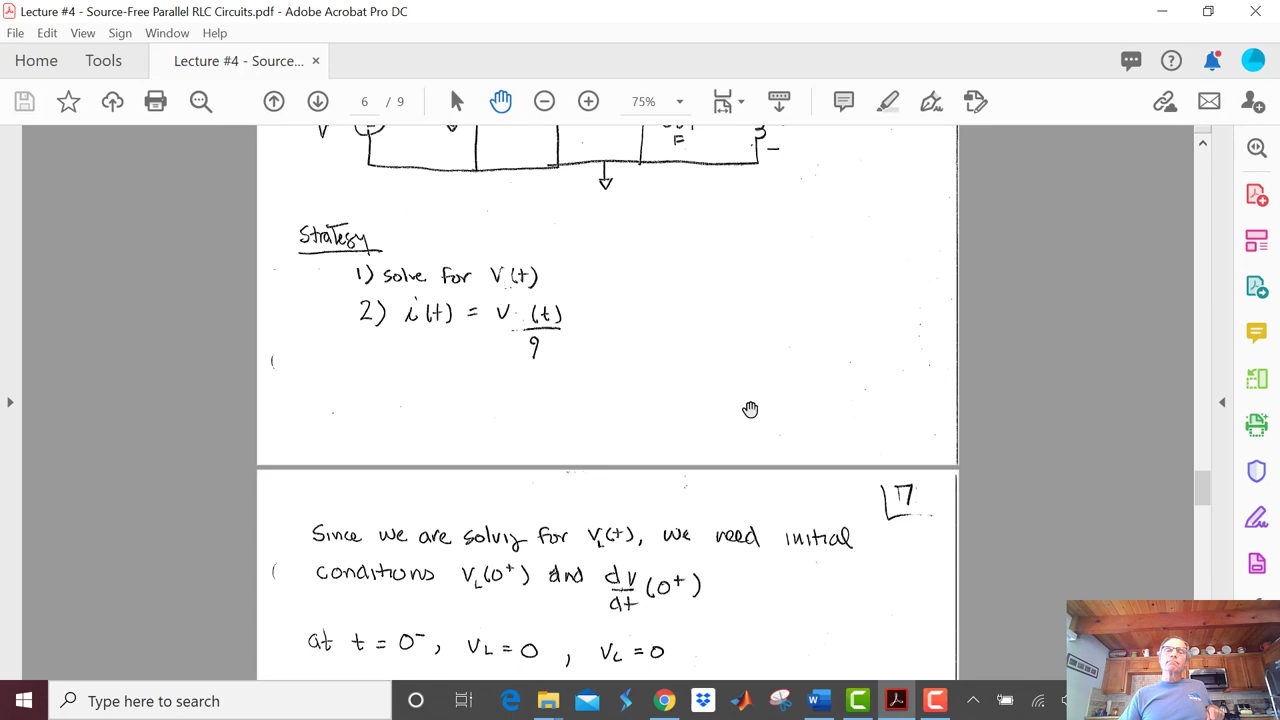 Lecture #4 - Source-Free Parallel RLC Circuits.pdf - Adobe Acrobat Pro DC
File Edit View Sign Window Help
Home Tools Lecture #4 - Source... ×
6 / 9 75%
V
F
Strategy
1) solve for V(t)
2) i(t) = V (t)
9
17
Since we are solving for VL(t), we need initial
conditions VL(0+) and dv/dt (0+)
at t = 0-, VL = 0, VC = 0
Type here to search